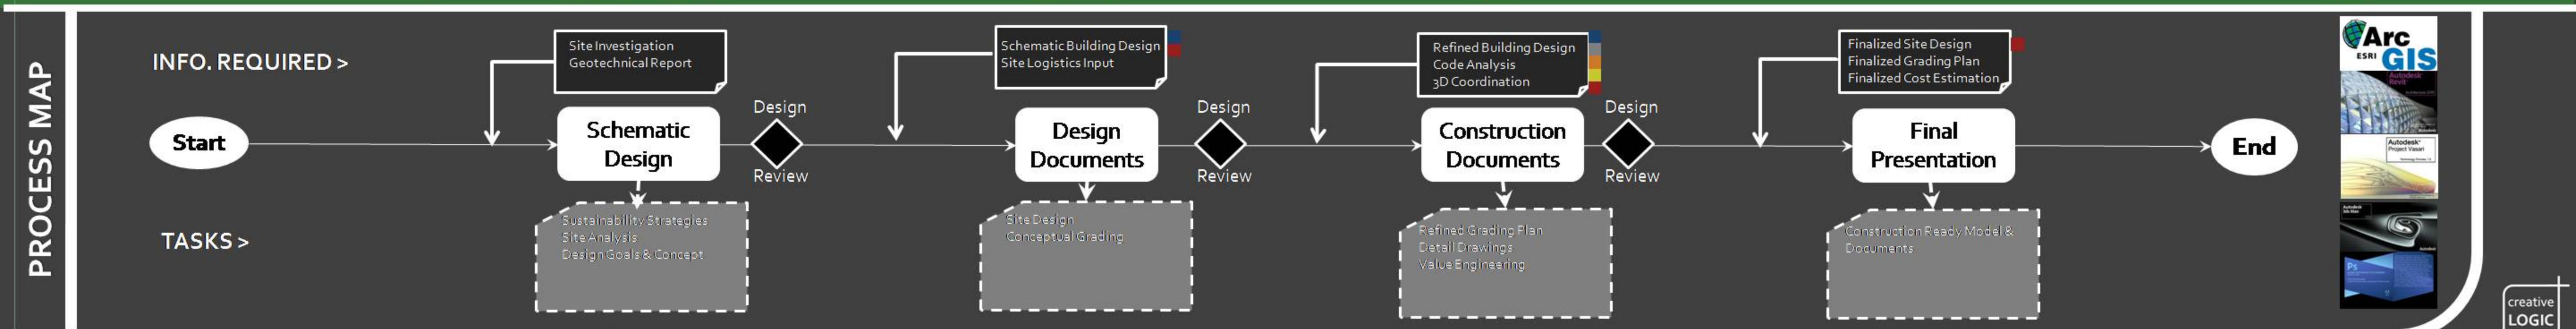 PROCESS MAP
INFO. REQUIRED >
Site Investigation
Geotechnical Report
Schematic Building Design
Site Logistics Input
Refined Building Design
Code Analysis
3D Coordination
Finalized Site Design
Finalized Grading Plan
Finalized Cost Estimation
Start
Schematic
Design
Design
Review
Design
Documents
Design
Review
Construction
Documents
Design
Review
Final
Presentation
End
TASKS >
Sustainability Strategies
Site Analysis
Design Goals & Concept
Site Design
Conceptual Grading
Refined Grading Plan
Detail Drawings
Value Engineering
Construction Ready Model &
Documents
Arc
ESRI GIS
Autodesk
Revit
Autodesk
Project Vasari
Ps
creative
LOGIC